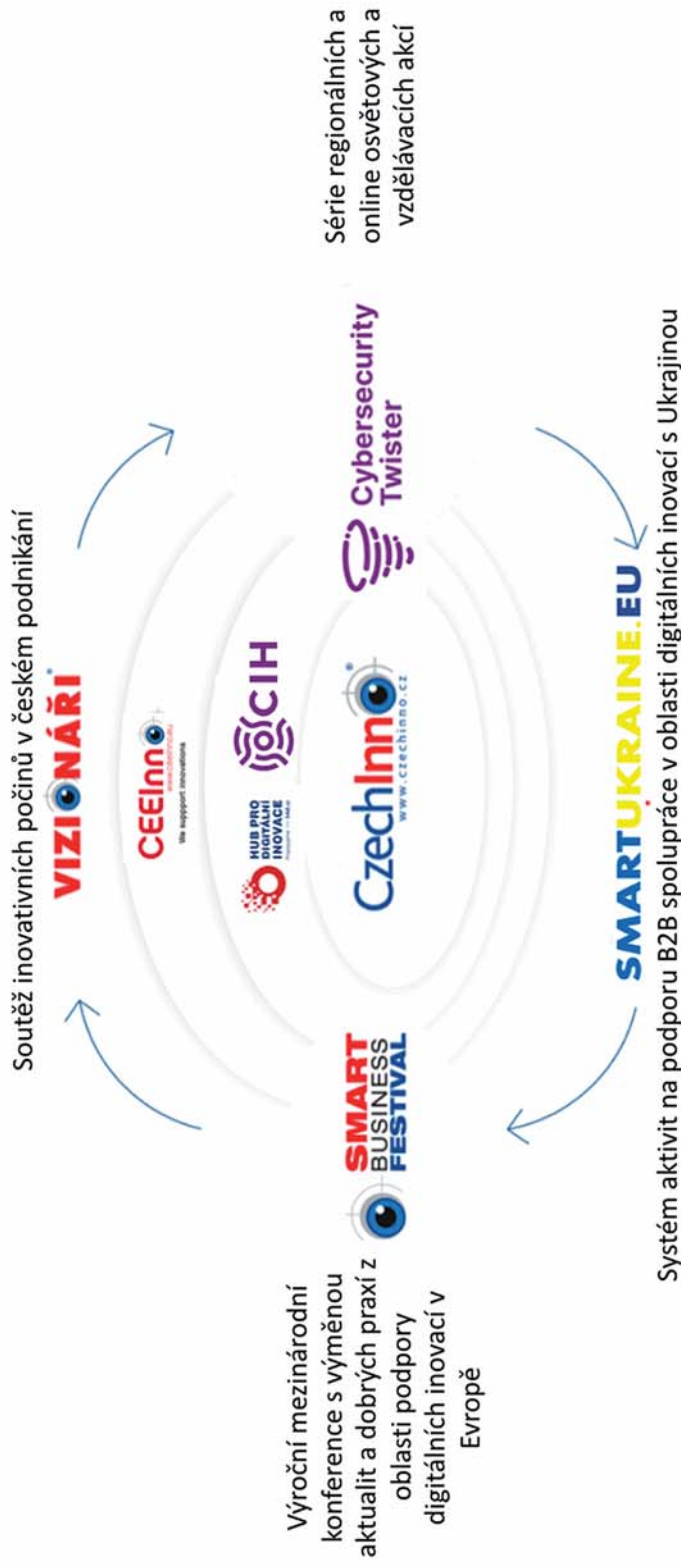 Soutěž inovativních počinů v českém podnikání
VIZIONÁŘI
CEEInno
We suppport innovations
HUB PRO
DIGITÁLNÍ
INOVACE
CIH
Výroční mezinárodní
konference s výměnou
aktualit a dobrých praxí z
oblasti podpory
digitálních inovací v
Evropě
SMART
BUSINESS
FESTIVAL
CzechInno®
www.czechinno.cz
Cybersecurity
Twister
Série regionálních a
online osvětových a
vzdělávacích akcí
SMARTUKRAINE.EU
Systém aktivit na podporu B2B spolupráce v oblasti digitálních inovací s Ukrajinou